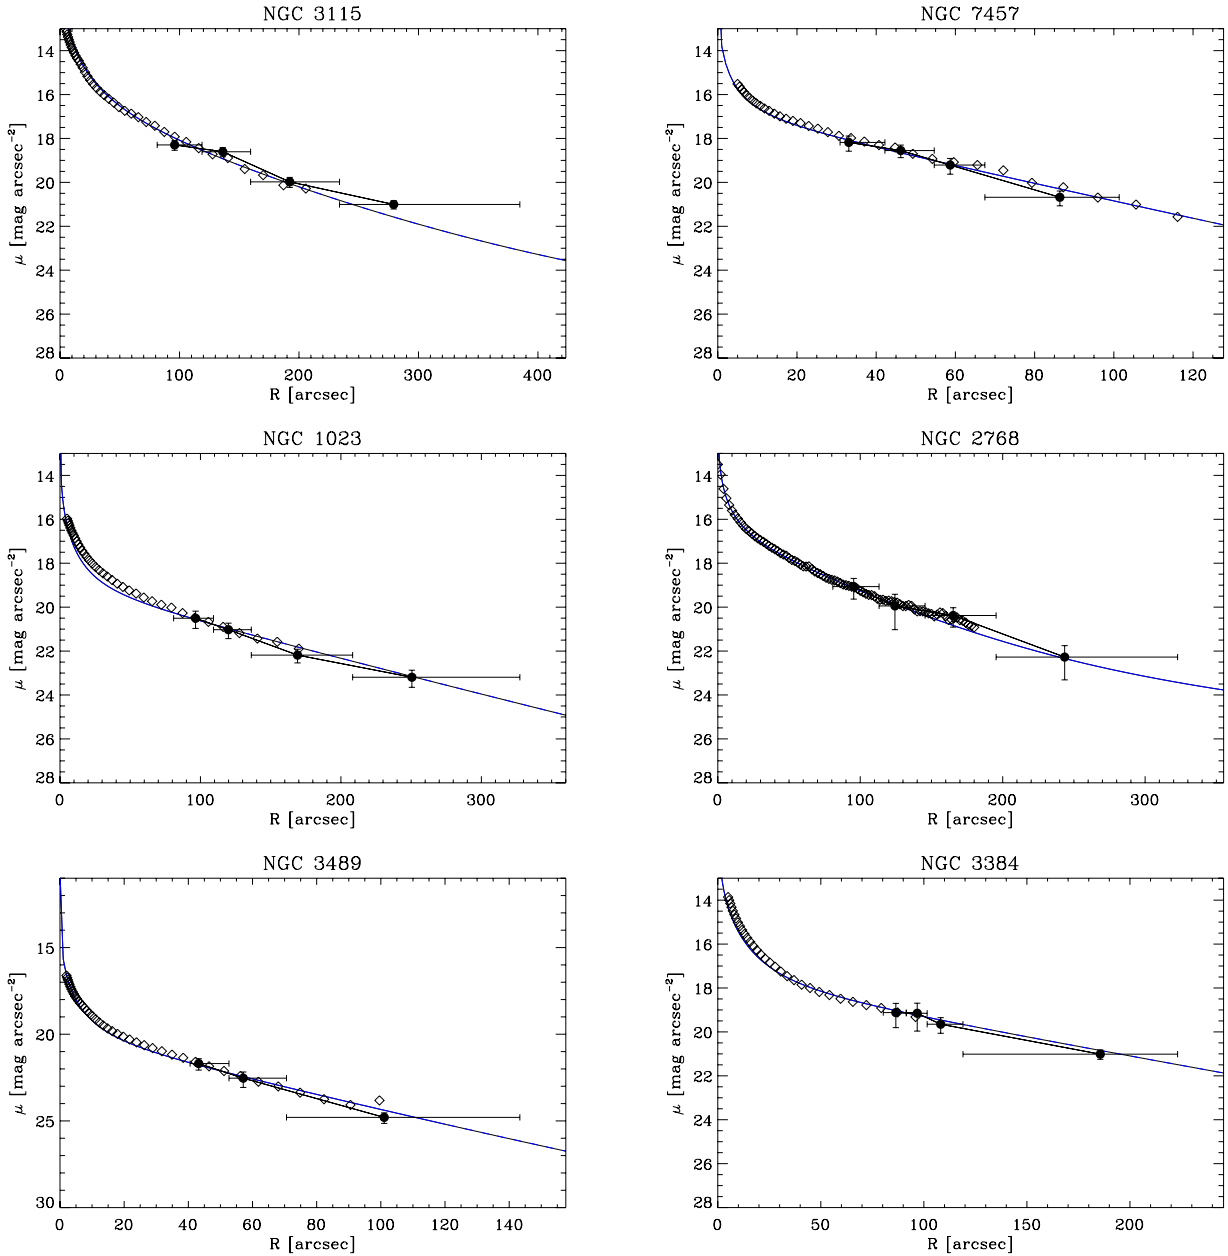 NGC 3115
14
16
18
20
22
24
26
28
μ [mag arcsec⁻²]
0 100 200 300 400
R [arcsec]
NGC 7457
14
16
18
20
22
24
26
28
μ [mag arcsec⁻²]
0 20 40 60 80 100 120
R [arcsec]
NGC 1023
14
16
18
20
22
24
26
28
μ [mag arcsec⁻²]
0 100 200 300
R [arcsec]
NGC 2768
14
16
18
20
22
24
26
28
μ [mag arcsec⁻²]
0 100 200 300
R [arcsec]
NGC 3489
15
20
25
30
μ [mag arcsec⁻²]
0 20 40 60 80 100 120 140
R [arcsec]
NGC 3384
14
16
18
20
22
24
26
28
μ [mag arcsec⁻²]
0 50 100 150 200
R [arcsec]